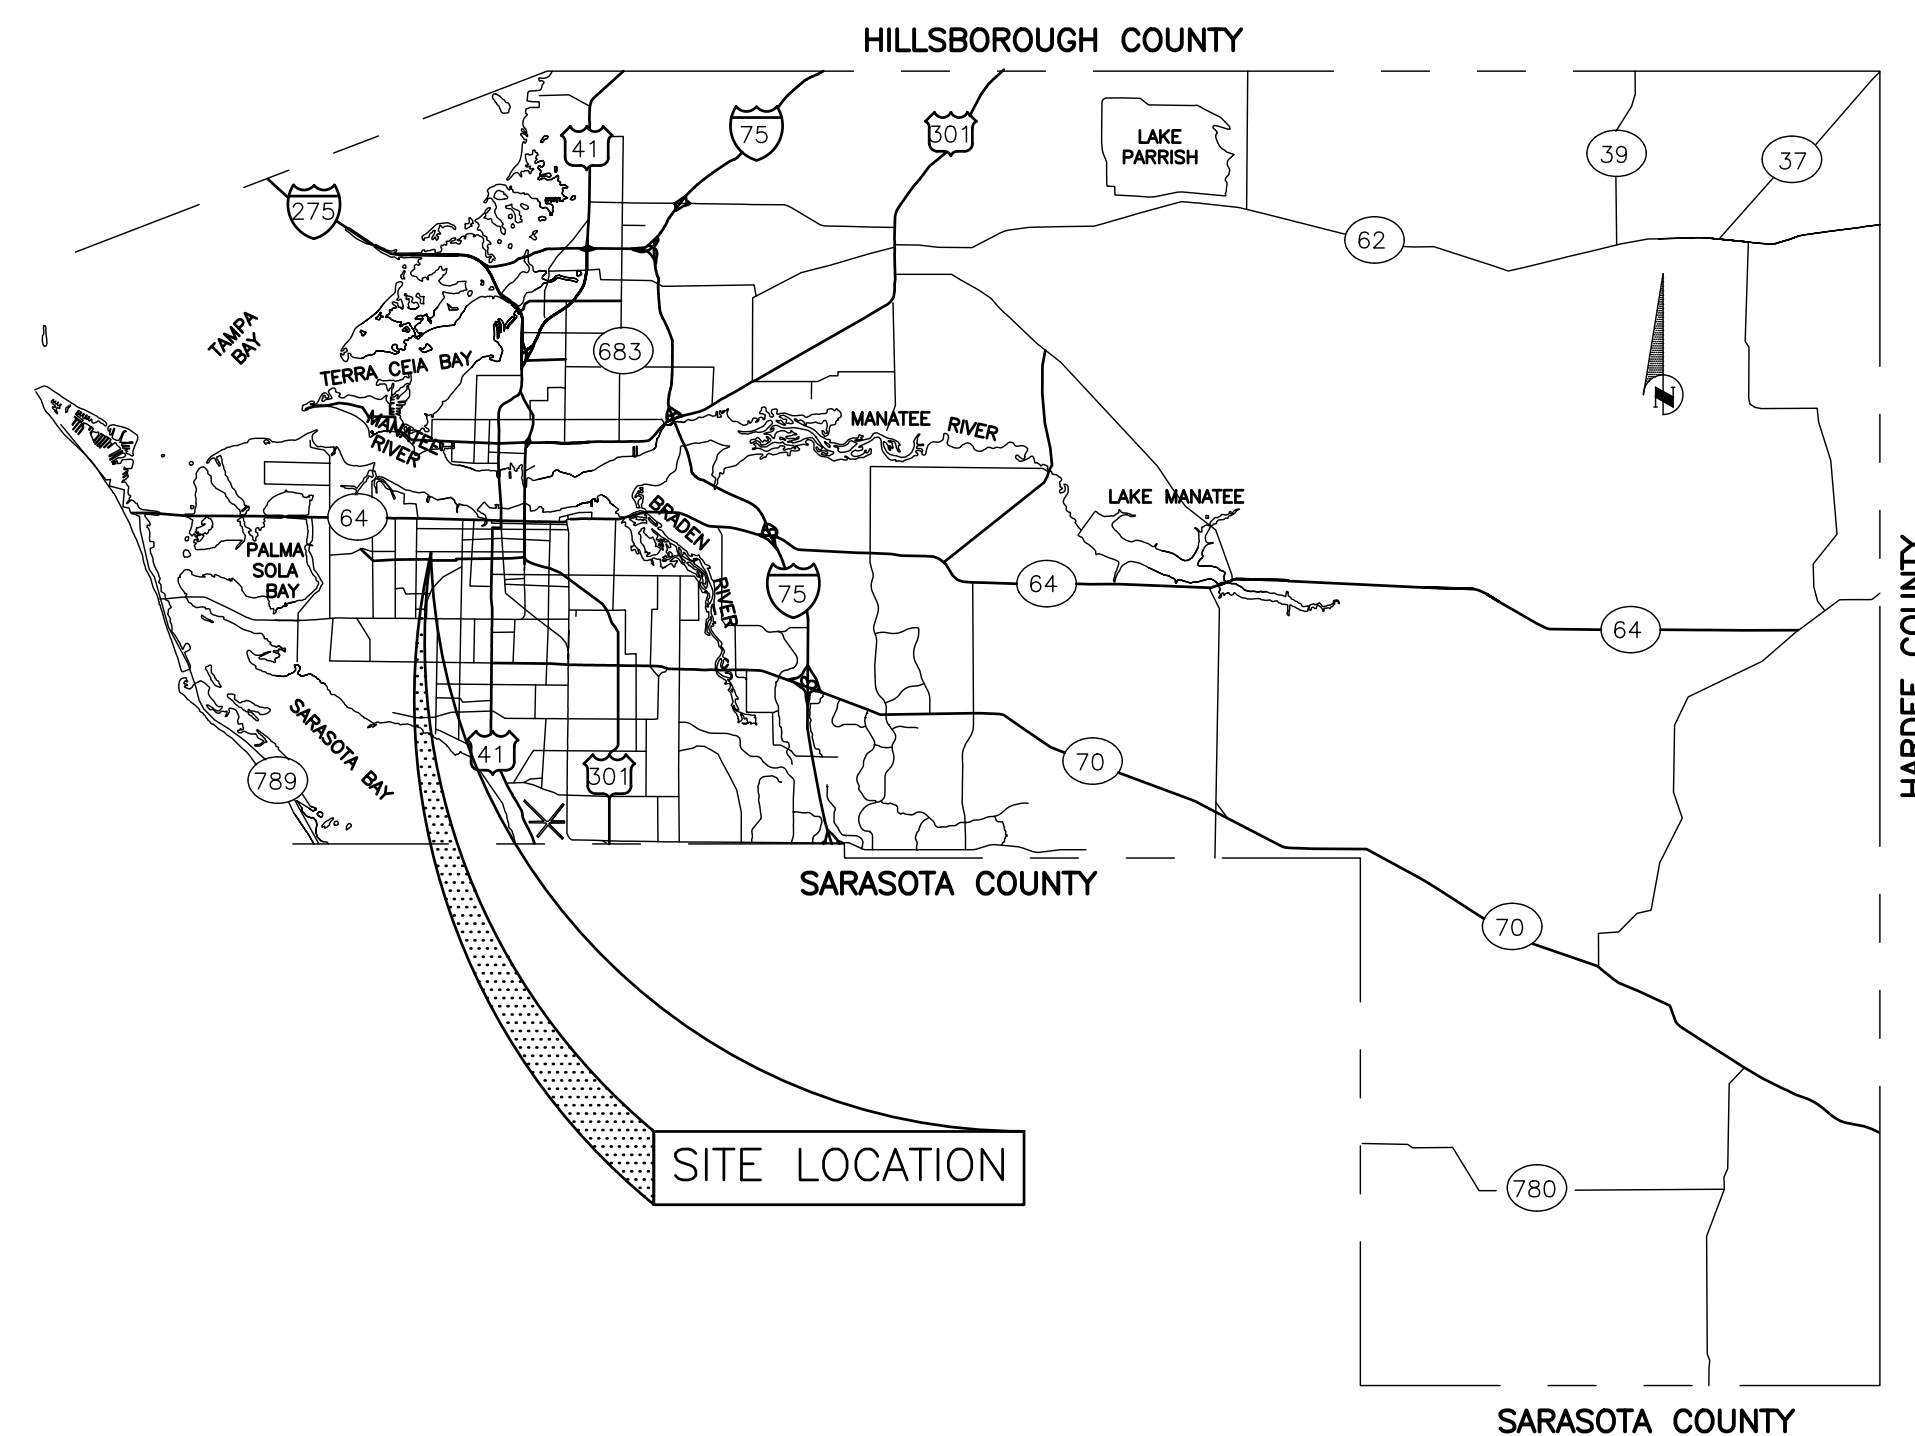 HILLSBOROUGH COUNTY
41
75
301
LAKE
PARRISH
39
37
275
62
TAMPA
BAY
683
TERRA CEIA BAY
N
MANATEE
RIVER
MANATEE RIVER
LAKE MANATEE
64
BRADEN
RIVER
PALMA
SOLA
BAY
75
64
64
HARDEE COUNTY
SARASOTA BAY
789
41
301
70
SARASOTA COUNTY
70
SITE LOCATION
780
SARASOTA COUNTY